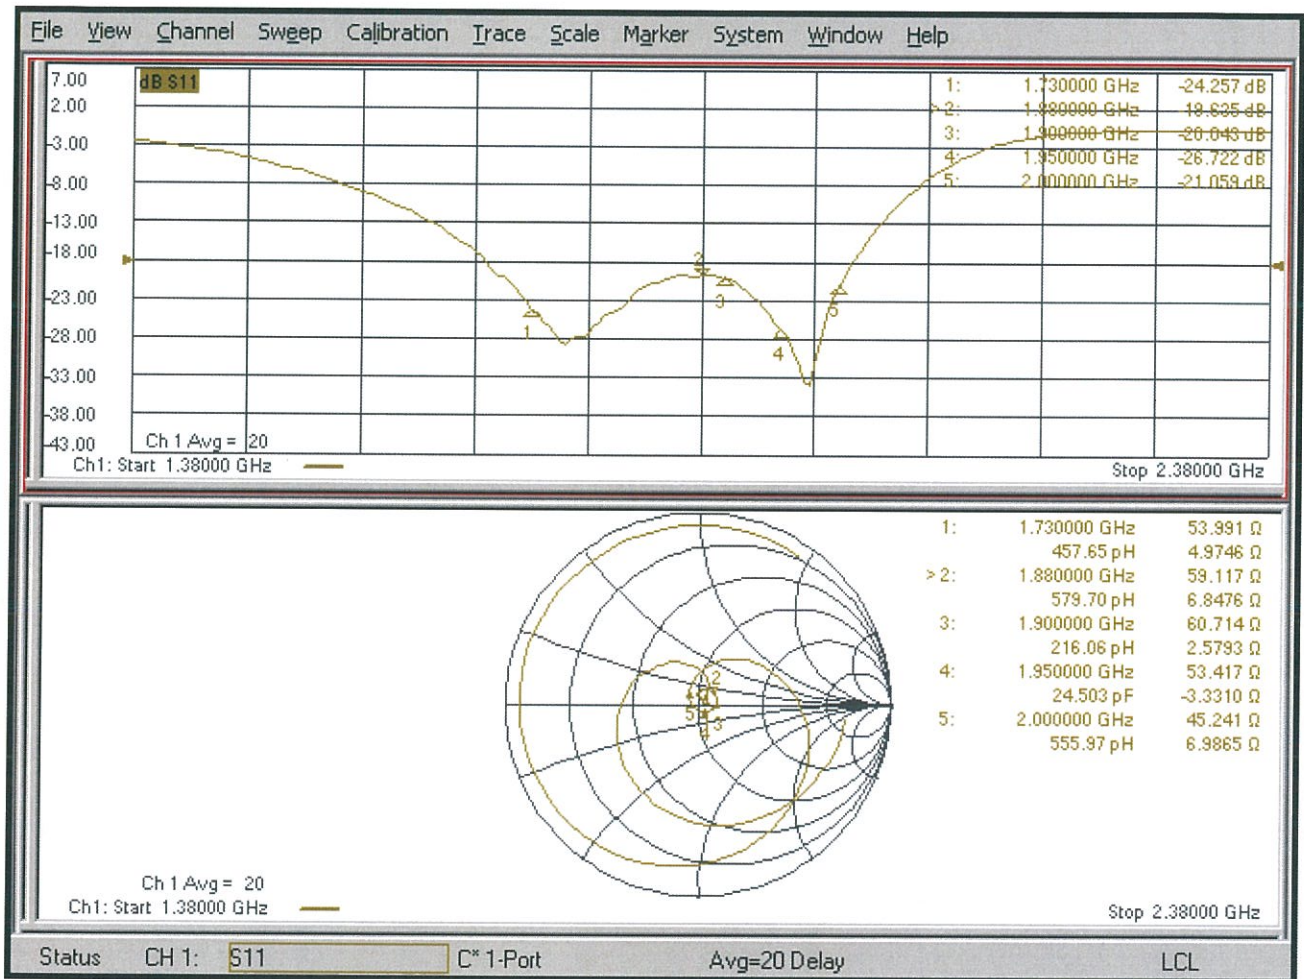 File View Channel Sweep Calibration Trace Scale Marker System Window Help
dB S11
7.00
2.00
-3.00
-8.00
-13.00
-18.00
-23.00
-28.00
-33.00
-38.00
-43.00
1: 1.730000 GHz -24.257 dB
>2: 1.880000 GHz -19.635 dB
3: 1.900000 GHz -20.043 dB
4: 1.950000 GHz -26.722 dB
5: 2.000000 GHz -21.059 dB
2
1
3
4
5
Ch 1 Avg = 20
Ch1: Start 1.38000 GHz
Stop 2.38000 GHz
1: 1.730000 GHz 53.991 Ω
457.65 pH 4.9746 Ω
>2: 1.880000 GHz 59.117 Ω
579.70 pH 6.8476 Ω
3: 1.900000 GHz 60.714 Ω
216.06 pH 2.5793 Ω
4: 1.950000 GHz 53.417 Ω
24.503 pF -3.3310 Ω
5: 2.000000 GHz 45.241 Ω
555.97 pH 6.9865 Ω
2
1
5
3
4
Ch 1 Avg = 20
Ch1: Start 1.38000 GHz
Stop 2.38000 GHz
Status CH 1: S11 C* 1-Port Avg=20 Delay LCL